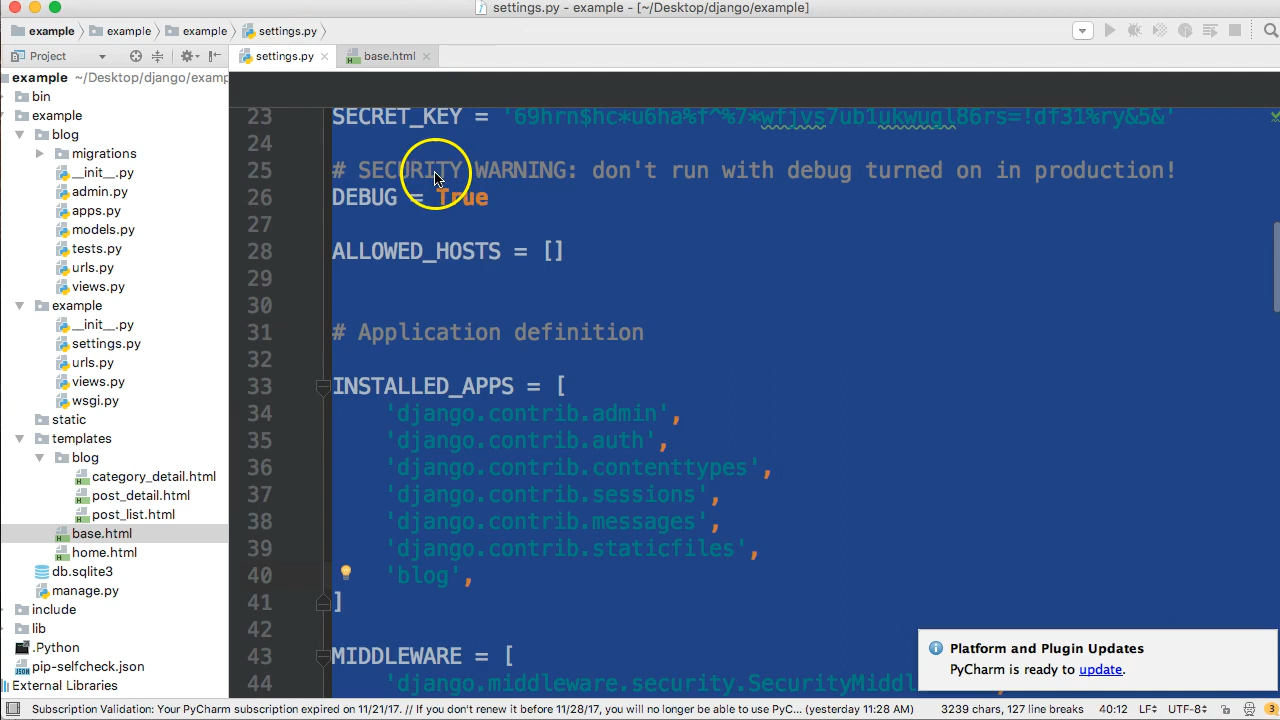 settings.py - example - [~/Desktop/django/example]
example example example settings.py
Project settings.py base.html
example ~/Desktop/django/examp
bin
example
blog
migrations
__init__.py
admin.py
apps.py
models.py
tests.py
urls.py
views.py
example
__init__.py
settings.py
urls.py
views.py
wsgi.py
static
templates
blog
category_detail.html
post_detail.html
post_list.html
base.html
home.html
db.sqlite3
manage.py
include
lib
.Python
pip-selfcheck.json
External Libraries
23 SECRET_KEY = '69hrn$hc*u6ha%f^%7*wfjvs7ub1ukwugl86rs=!df31%ry&5&'
24
25 # SECURITY WARNING: don't run with debug turned on in production!
26 DEBUG = True
27
28 ALLOWED_HOSTS = []
29
30
31 # Application definition
32
33 INSTALLED_APPS = [
34 'django.contrib.admin',
35 'django.contrib.auth',
36 'django.contrib.contenttypes',
37 'django.contrib.sessions',
38 'django.contrib.messages',
39 'django.contrib.staticfiles',
40 'blog',
41 ]
42
43 MIDDLEWARE = [
44 'django.middleware.security.SecurityMiddl
Platform and Plugin Updates
PyCharm is ready to update.
Subscription Validation: Your PyCharm subscription expired on 11/21/17. // If you don't renew it before 11/28/17, you will no longer be able to use PyC... (yesterday 11:28 AM) 3239 chars, 127 line breaks 40:12 LF÷ UTF-8÷ 3